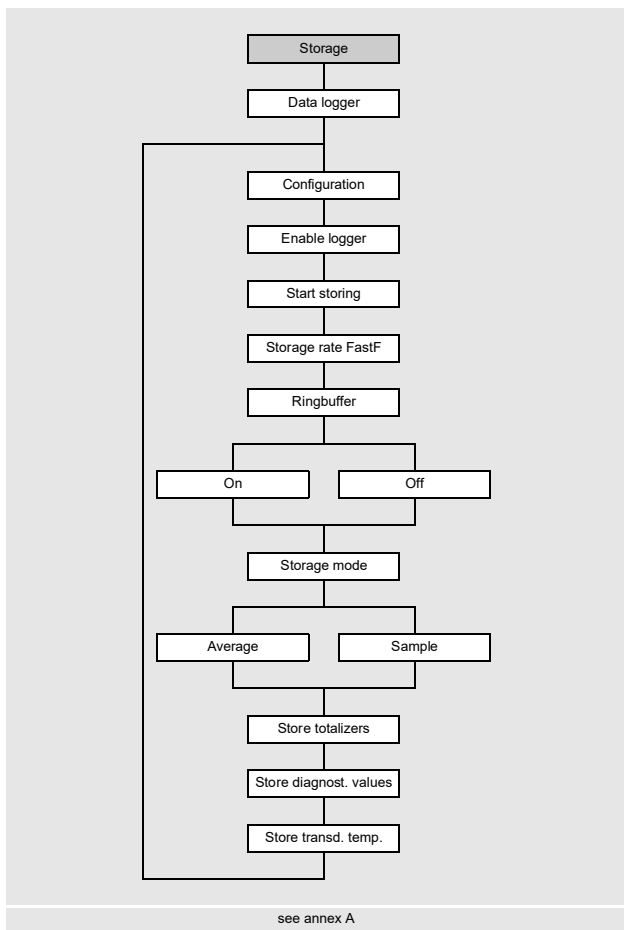 Storage
Data logger
Configuration
Enable logger
Start storing
Storage rate FastF
Ringbuffer
On
Off
Storage mode
Average
Sample
Store totalizers
Store diagnost. values
Store transd. temp.
see annex A